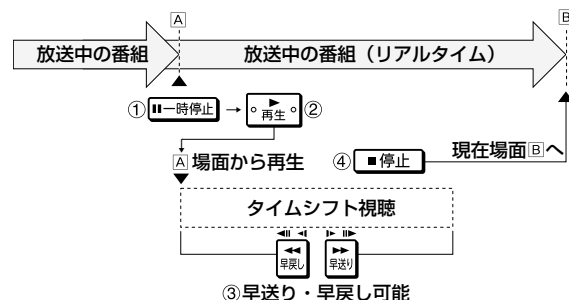 A
B
放送中の番組
放送中の番組（リアルタイム）
① 一時停止
再生 ②
A 場面から再生
④ ■停止
現在場面Bへ
タイムシフト視聴
早戻し
早送り
③早送り・早戻し可能